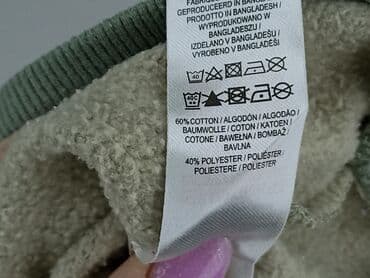 GEPRODUCEERD IN BANGLADESH /
PRODOTTO IN BANGLADESH /
WYPRODUKOWANO W
BANGLADESZU /
IZDELANO V BANGLADEŠU /
VYROBENO V BANGLADÉŠI
60% COTTON / ALGODÓN / ALGODÃO /
BAUMWOLLE / COTON / KATOEN /
COTONE / BAWEŁNA / BOMBAŽ /
BAVLNA
40% POLYESTER / POLIÉSTER /
POLIESTERE / POLIESTER /